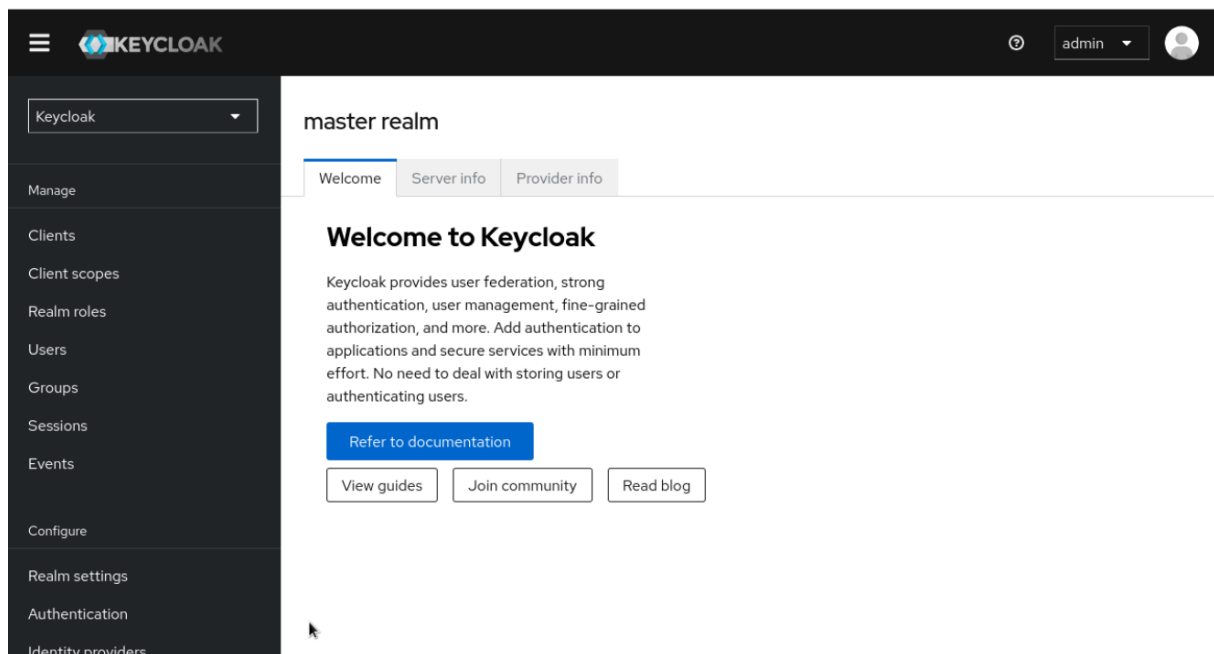 KEYCLOAK
admin
Keycloak
Manage
Clients
Client scopes
Realm roles
Users
Groups
Sessions
Events
Configure
Realm settings
Authentication
Identity providers
master realm
Welcome Server info Provider info
Welcome to Keycloak
Keycloak provides user federation, strong
authentication, user management, fine-grained
authorization, and more. Add authentication to
applications and secure services with minimum
effort. No need to deal with storing users or
authenticating users.
Refer to documentation
View guides Join community Read blog